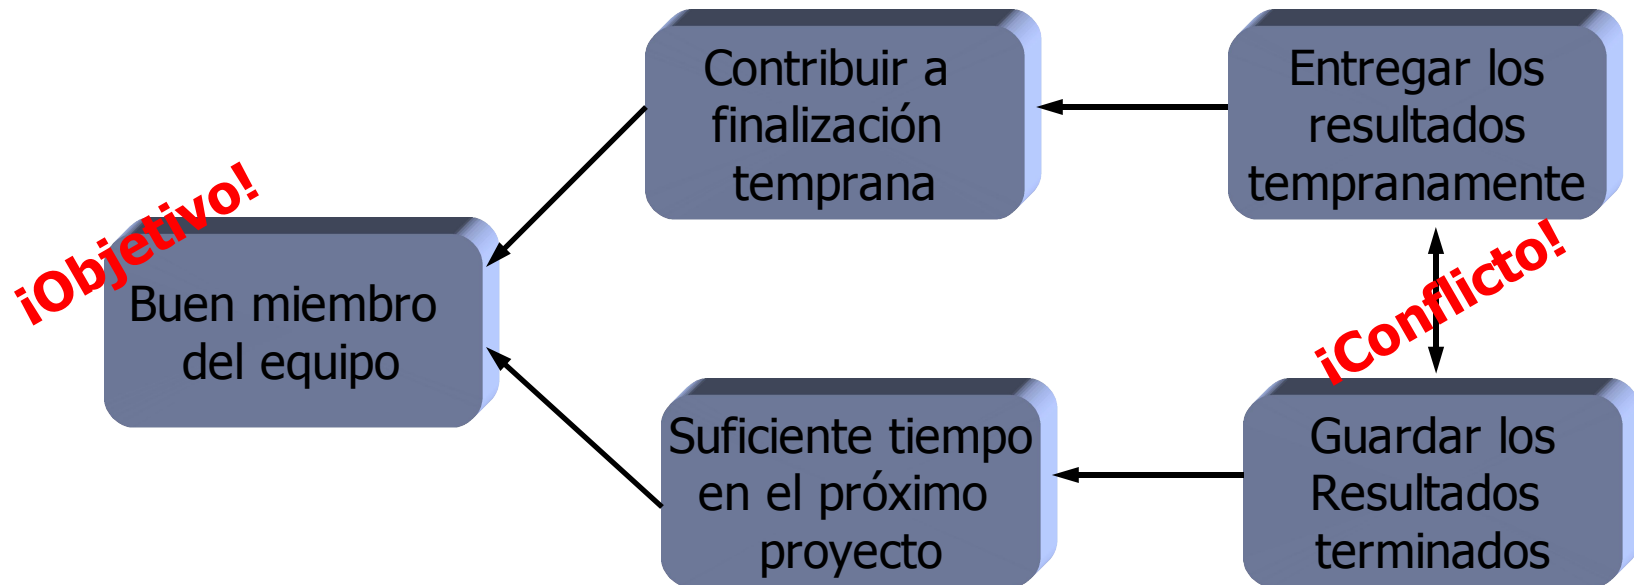 Contribuir a
finalización
temprana
Entregar los
resultados
tempranamente
¡Objetivo!
Buen miembro
del equipo
¡Conflicto!
Suficiente tiempo
en el próximo
proyecto
Guardar los
Resultados
terminados